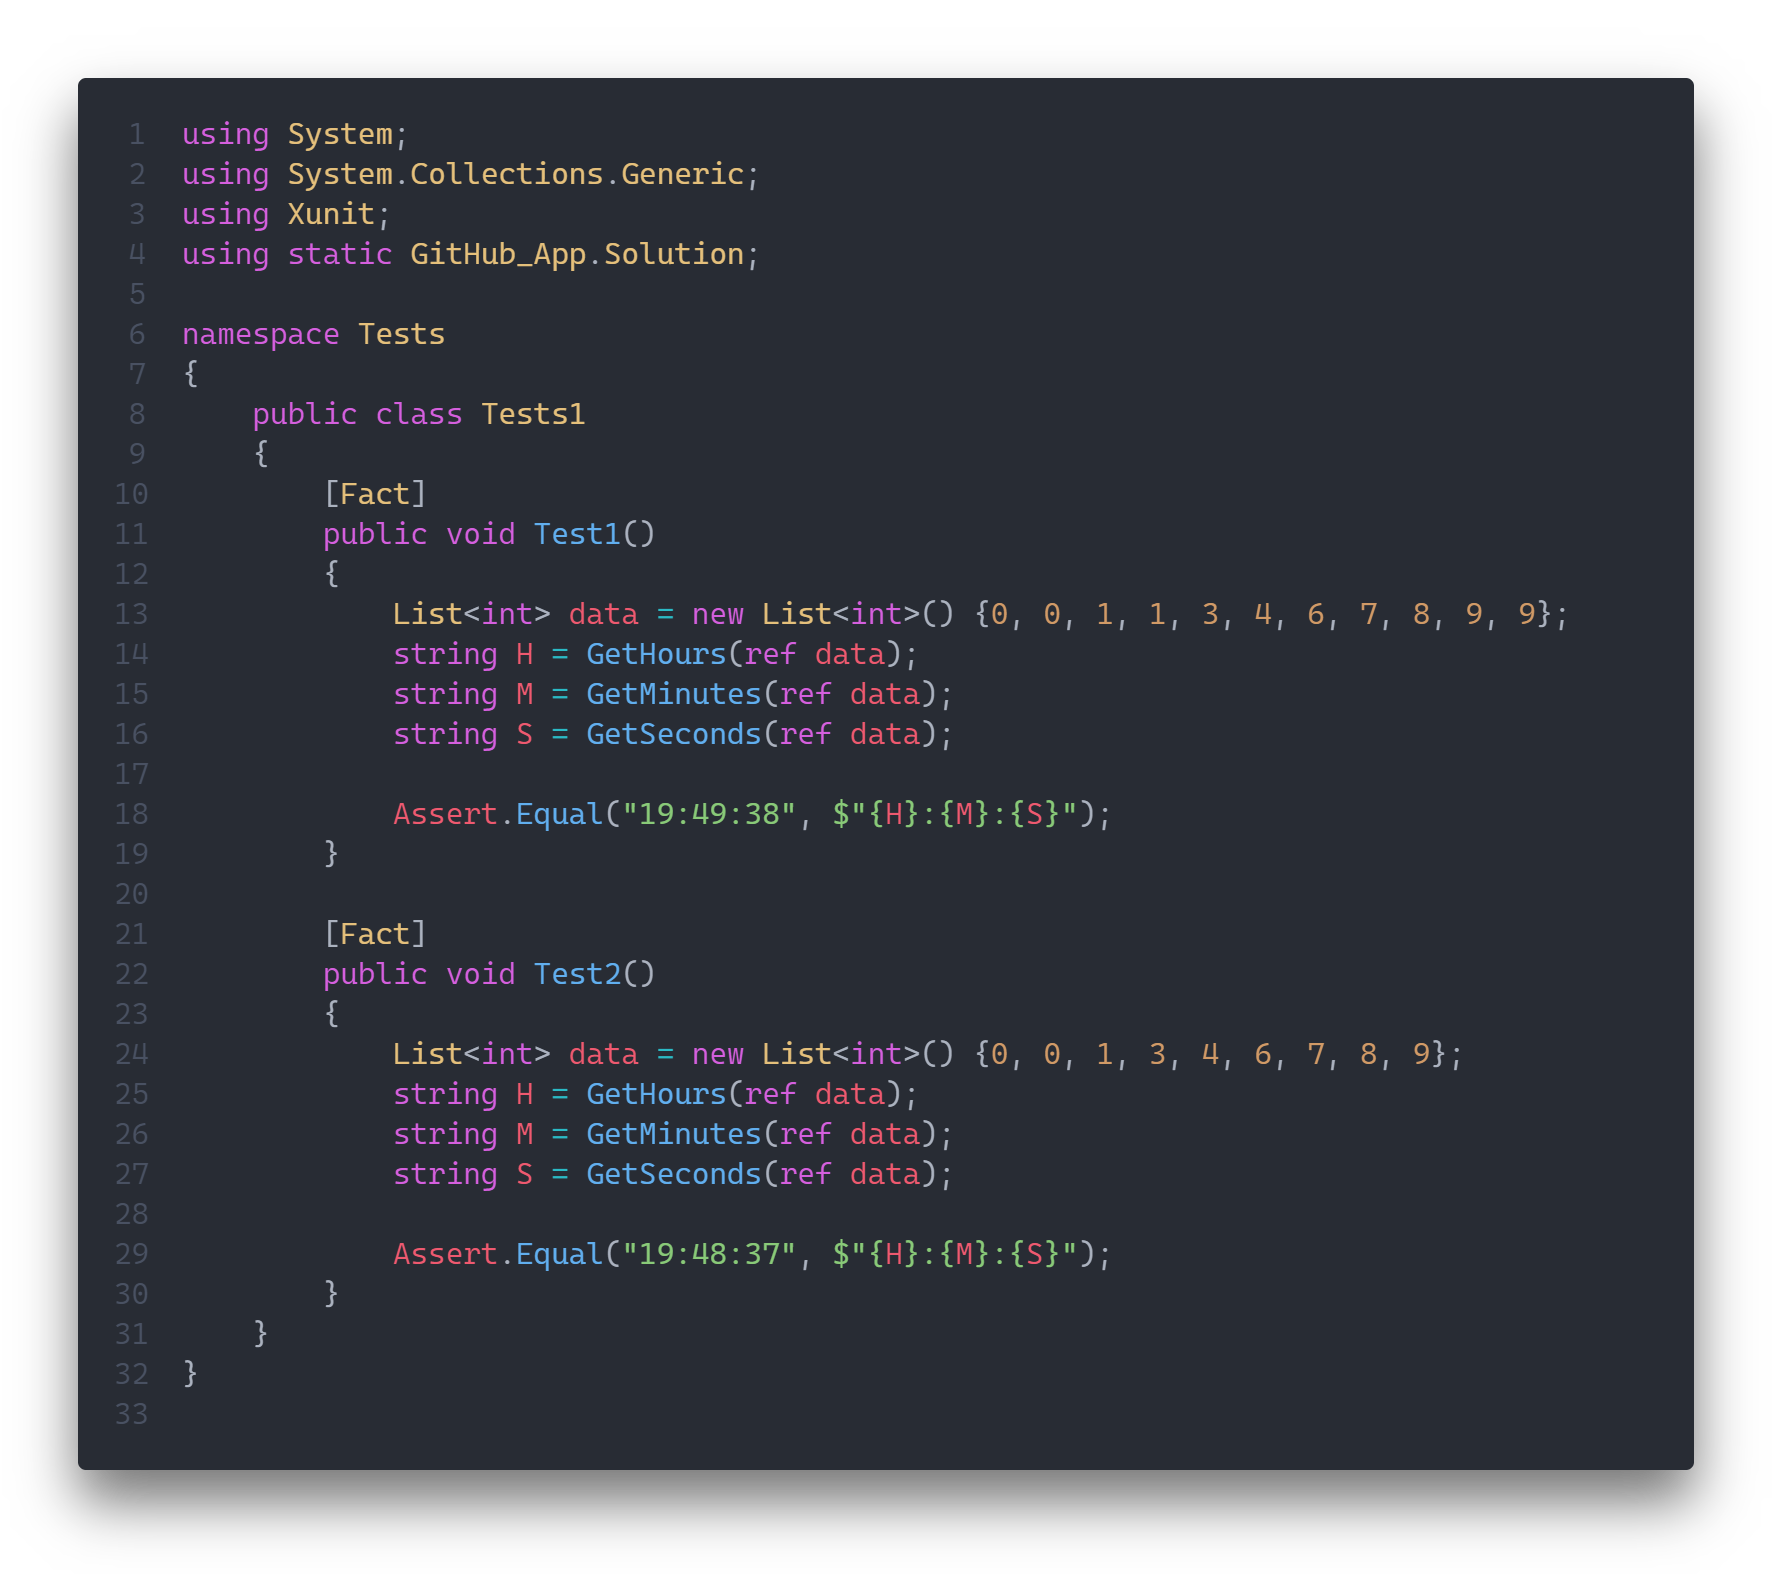 1 using System;
2 using System.Collections.Generic;
3 using Xunit;
4 using static GitHub_App.Solution;
5
6 namespace Tests
7 {
8     public class Tests1
9     {
10         [Fact]
11         public void Test1()
12         {
13             List<int> data = new List<int>() {0, 0, 1, 1, 3, 4, 6, 7, 8, 9, 9};
14             string H = GetHours(ref data);
15             string M = GetMinutes(ref data);
16             string S = GetSeconds(ref data);
17
18             Assert.Equal("19:49:38", $"{H}:{M}:{S}");
19         }
20
21         [Fact]
22         public void Test2()
23         {
24             List<int> data = new List<int>() {0, 0, 1, 3, 4, 6, 7, 8, 9};
25             string H = GetHours(ref data);
26             string M = GetMinutes(ref data);
27             string S = GetSeconds(ref data);
28
29             Assert.Equal("19:48:37", $"{H}:{M}:{S}");
30         }
31     }
32 }
33